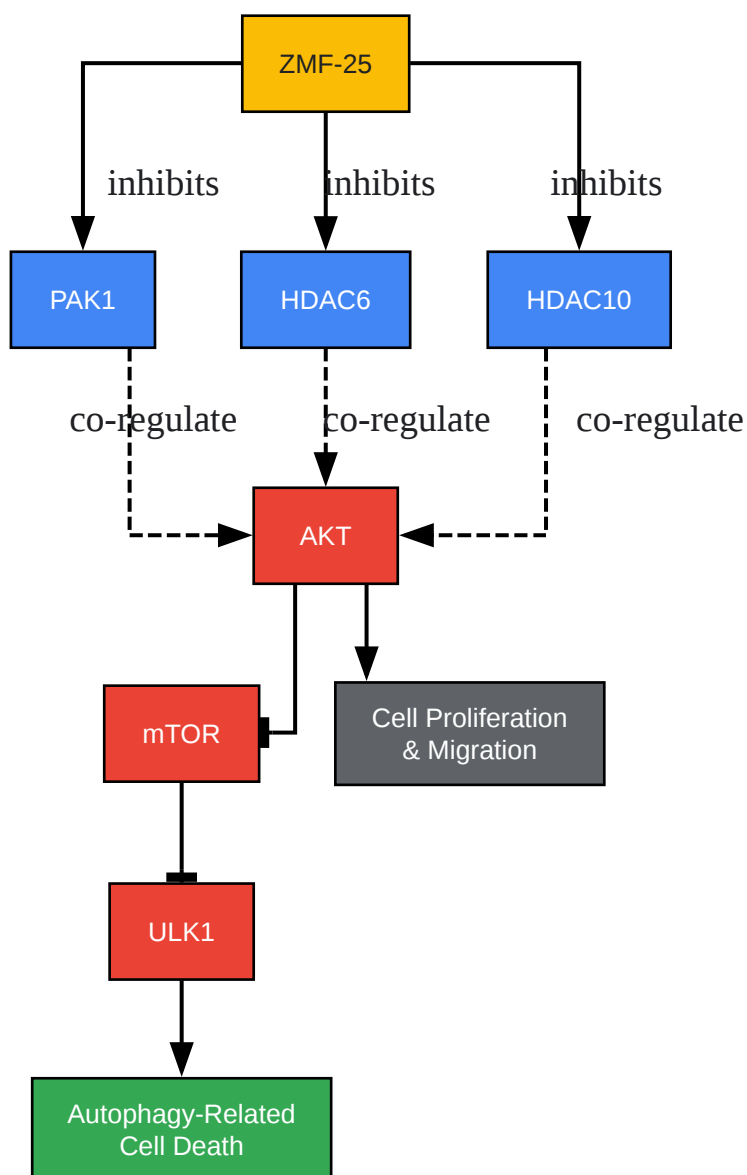 ZMF-25
inhibits
inhibits
inhibits
PAK1
HDAC6
HDAC10
co-regulate
co-regulate
co-regulate
AKT
mTOR
Cell Proliferation
& Migration
ULK1
Autophagy-Related
Cell Death